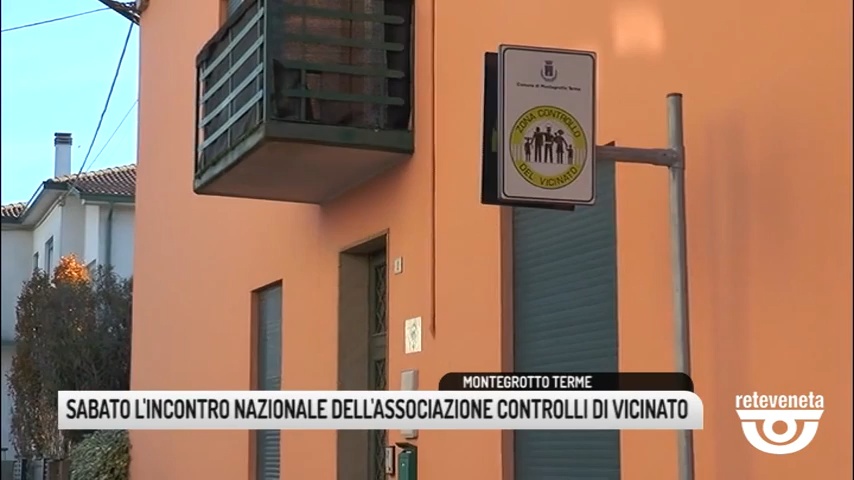 Comune di Montegrotto Terme
ZONA CONTROLLO
DEL VICINATO
MONTEGROTTO TERME
SABATO L'INCONTRO NAZIONALE DELL'ASSOCIAZIONE CONTROLLI DI VICINATO
reteveneta